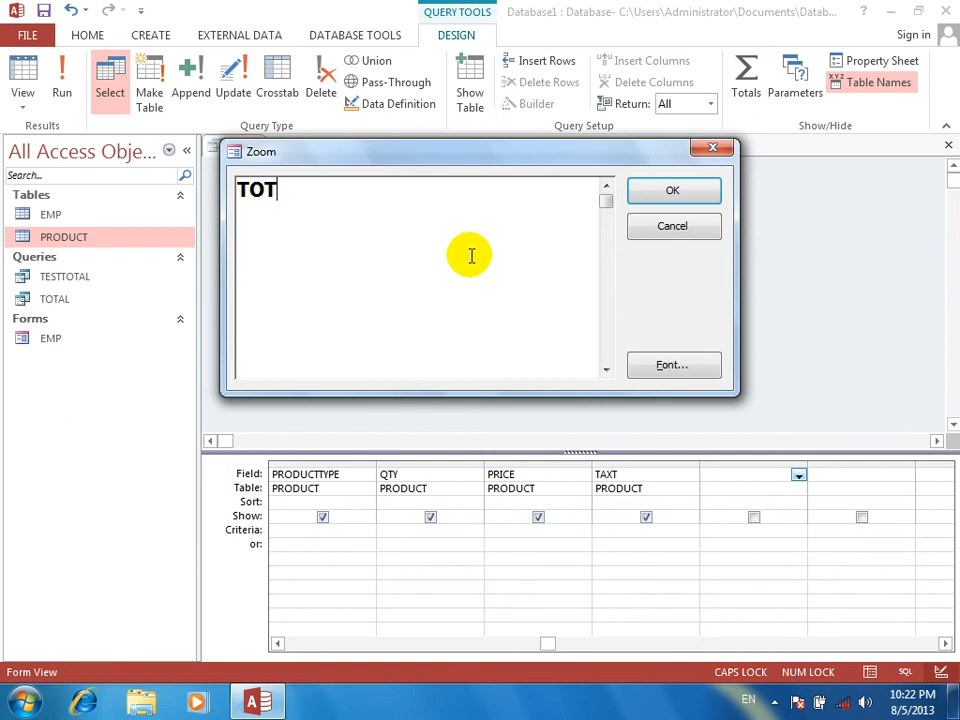 QUERY TOOLS
Database1 : Database- C:\Users\Administrator\Documents\Datab...
FILE HOME CREATE EXTERNAL DATA DATABASE TOOLS DESIGN Sign in
View
Run
Select
Make Table
Append
Update
Crosstab
Delete
Union
Pass-Through
Data Definition
Show Table
Insert Rows
Delete Rows
Builder
Insert Columns
Delete Columns
Return: All
Totals
Parameters
Property Sheet
XYZ Table Names
Results Query Type Query Setup Show/Hide
All Access Obje...
Search...
Tables
EMP
PRODUCT
Queries
TESTTOTAL
TOTAL
Forms
EMP
Zoom
TOT
OK
Cancel
Font...
Field: PRODUCTTYPE QTY PRICE TAXT
Table: PRODUCT PRODUCT PRODUCT PRODUCT
Sort:
Show:
Criteria:
or:
Form View CAPS LOCK NUM LOCK SQL
EN
10:22 PM
8/5/2013